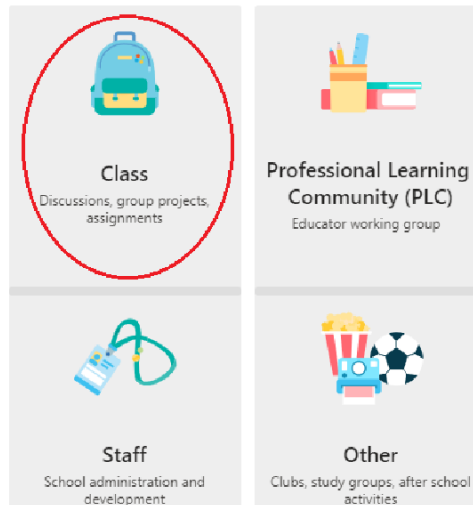 Class
Discussions, group projects,
assignments
Professional Learning
Community (PLC)
Educator working group
Staff
School administration and
development
Other
Clubs, study groups, after school
activities